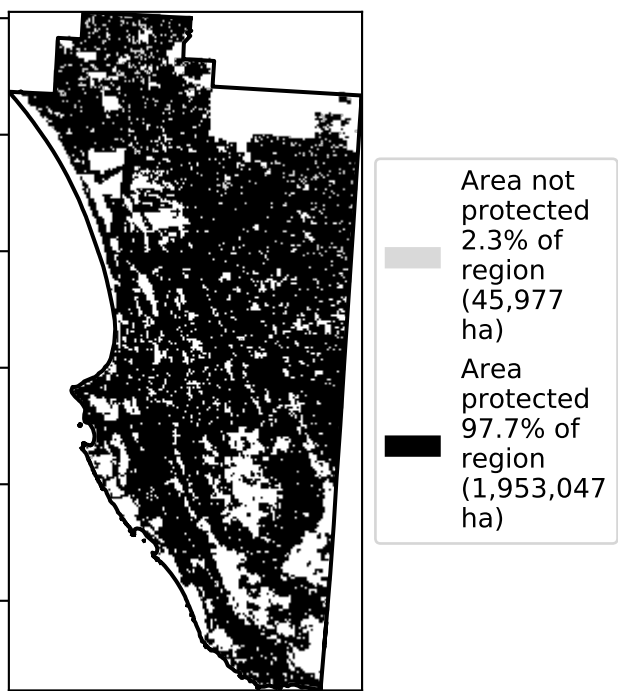 Area not
protected
2.3% of
region
(45,977
ha)
Area
protected
97.7% of
region
(1,953,047
ha)